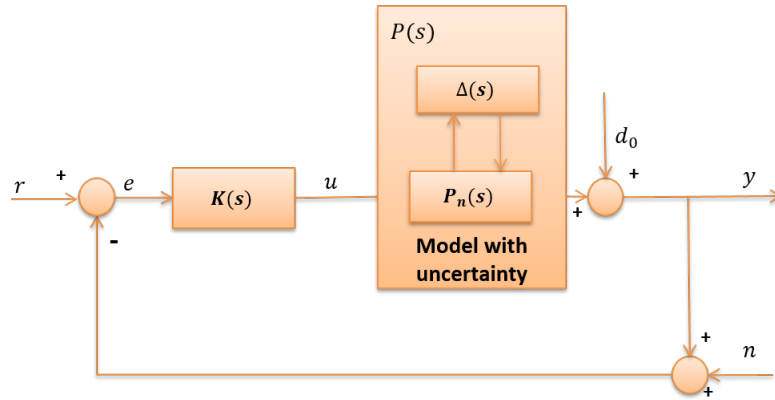 P(s)
Δ(s)
d₀
r
+
e
K(s)
u
Pₙ(s)
+
+
y
-
Model with
uncertainty
+
n
+